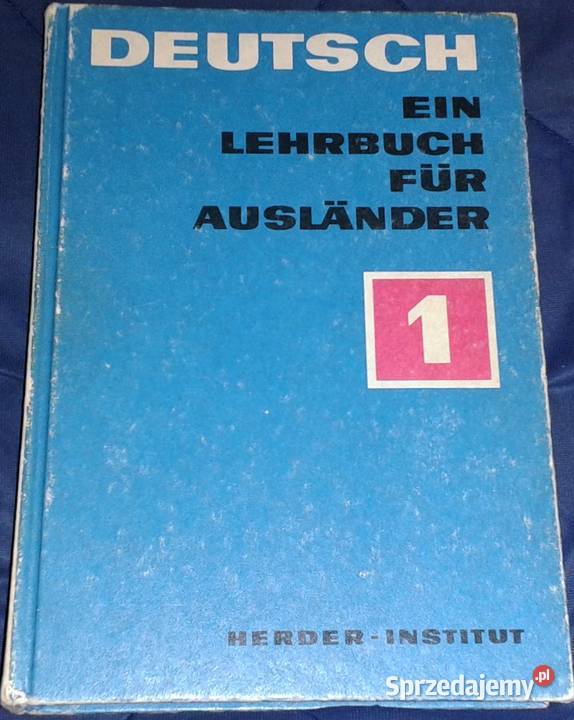 DEUTSCH
EIN
LEHRBUCH
FÜR
AUSLÄNDER
1
HERDER-INSTITUT
Sprzedajemy.pl